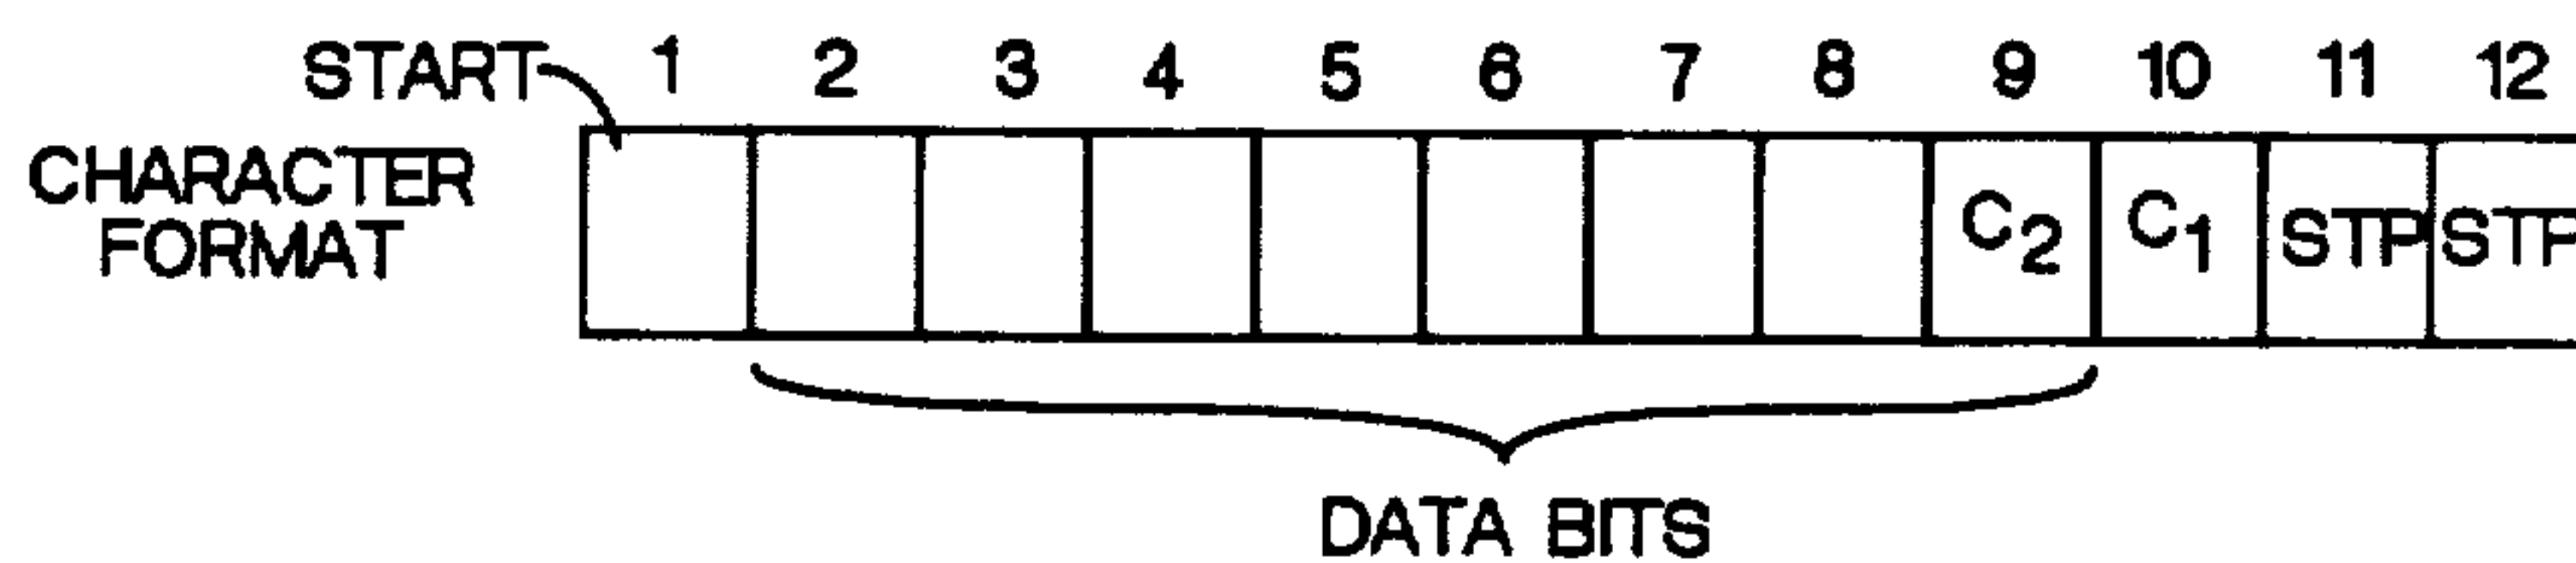 START 1 2 3 4 5 6 7 8 9 10 11 12
CHARACTER
FORMAT
C2 C1 STP STP
DATA BITS